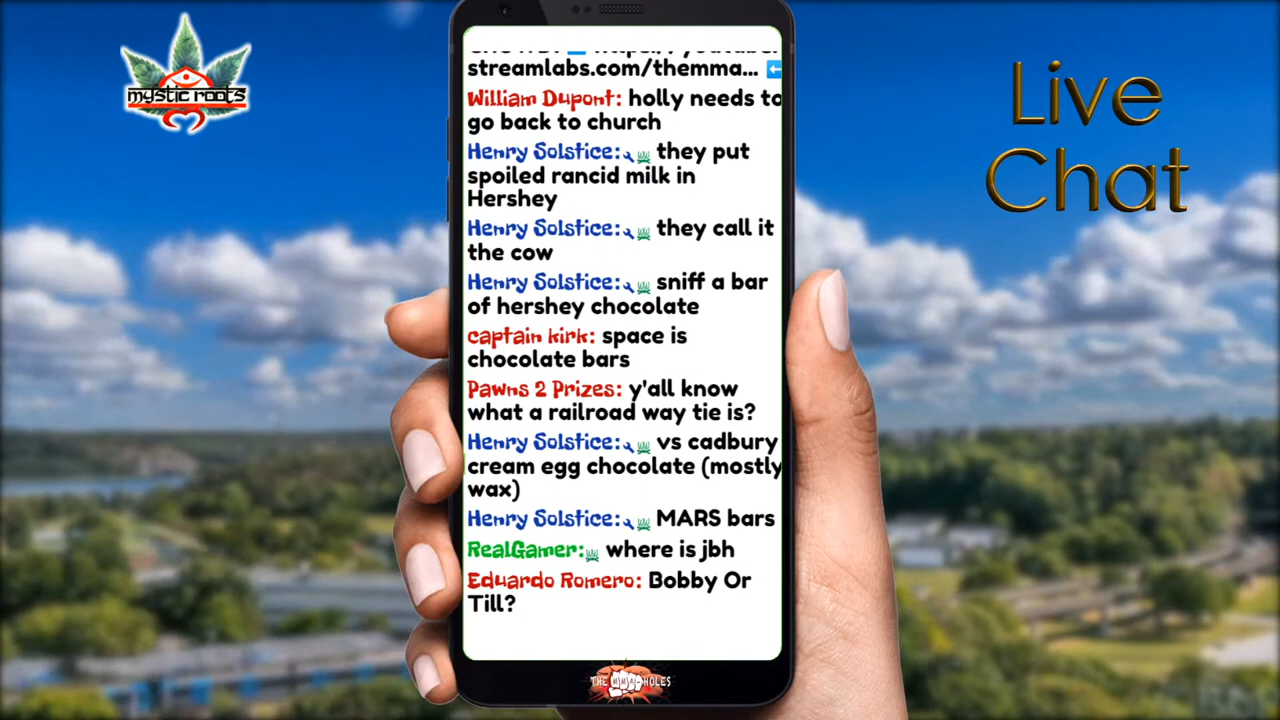 mystic roots
Live
Chat
streamlabs.com/themma...
William Dupont: holly needs to
go back to church
Henry Solstice: they put
spoiled rancid milk in
Hershey
Henry Solstice: they call it
the cow
Henry Solstice: sniff a bar
of hershey chocolate
captain kirk: space is
chocolate bars
Pawns 2 Prizes: y'all know
what a railroad way tie is?
Henry Solstice: vs cadbury
cream egg chocolate (mostly
wax)
Henry Solstice: MARS bars
RealGamer: where is jbh
Eduardo Romero: Bobby Or
Till?
THE MMA-HOLES